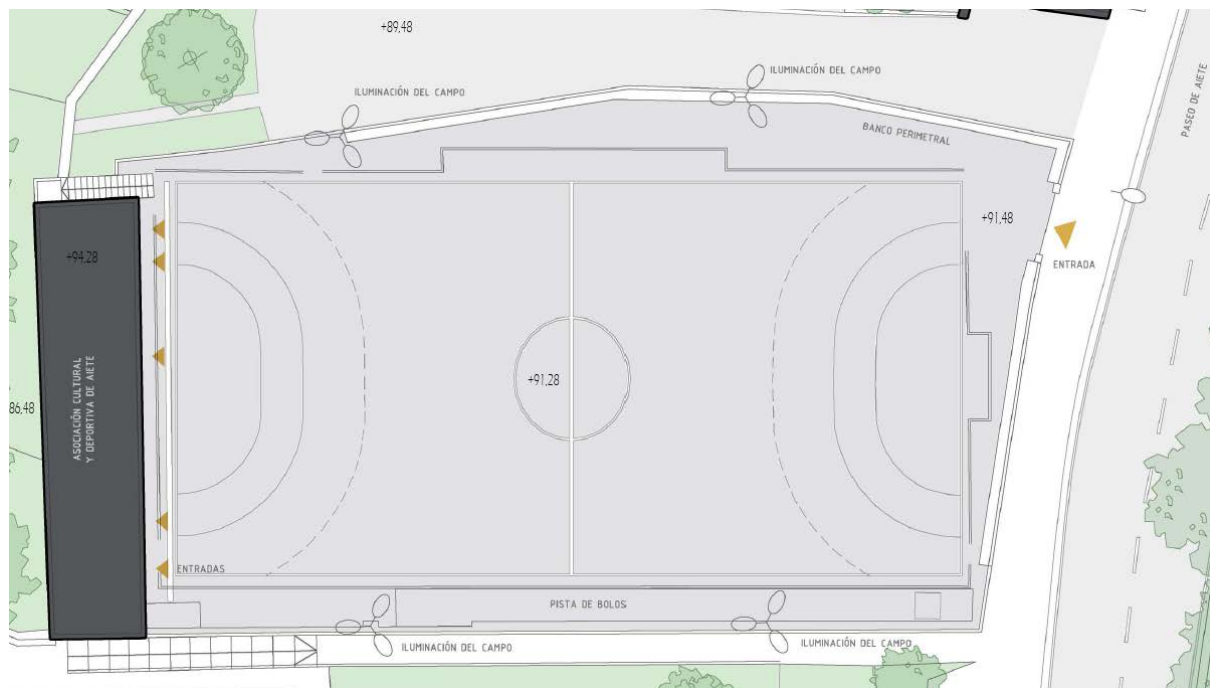 +89,48
ILUMINACIÓN DEL CAMPO
ILUMINACIÓN DEL CAMPO
PASEO DE AIETE
BANCO PERIMETRAL
+91,48
ENTRADA
+94,28
ASOCIACIÓN CULTURAL
Y DEPORTIVA DE AIETE
86,48
+91,28
ENTRADAS
PISTA DE BOLOS
ILUMINACIÓN DEL CAMPO
ILUMINACIÓN DEL CAMPO